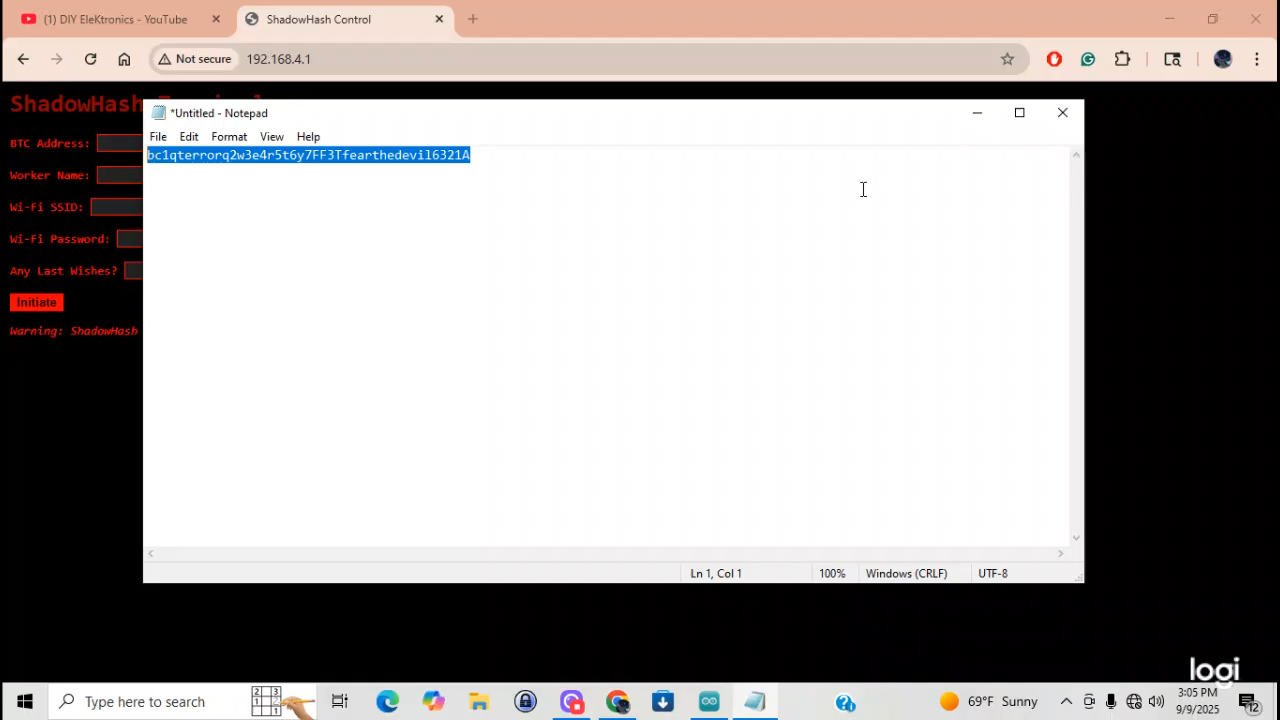 (1) DIY EleKtronics - YouTube
ShadowHash Control
Not secure
192.168.4.1
ShadowHash
BTC Address:
Worker Name:
Wi-Fi SSID:
Wi-Fi Password:
Any Last Wishes?
Initiate
Warning: ShadowHash
*Untitled - Notepad
File Edit Format View Help
bc1qterrorq2w3e4r5t6y7FF3Tfearthedevil6321A
Ln 1, Col 1
100%
Windows (CRLF)
UTF-8
logi
Type here to search
69°F Sunny
3:05 PM
9/9/2025
12